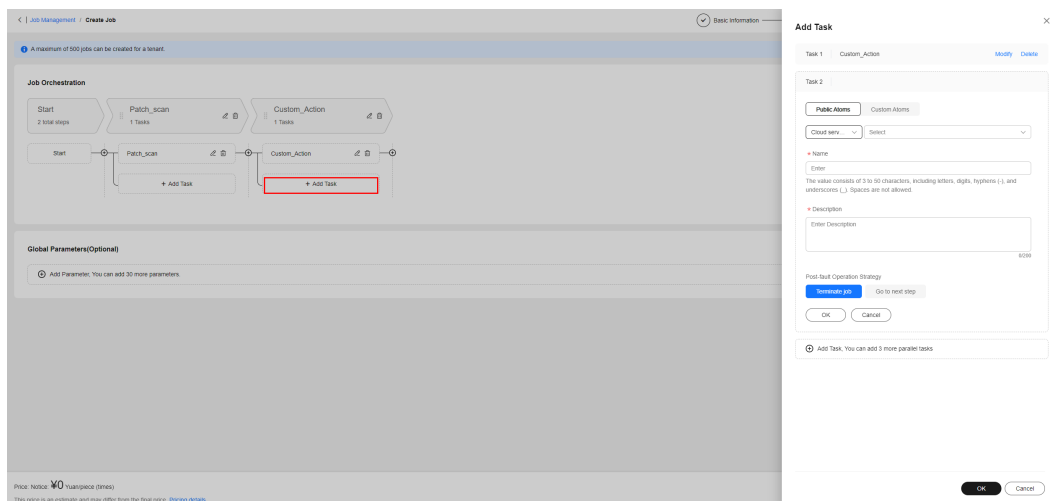 < | Job Management / Create Job
Basic Information
A maximum of 500 jobs can be created for a tenant.
Job Orchestration
Start
2 total steps
Patch_scan
1 Tasks
Custom_Action
1 Tasks
Start
Patch_scan
Custom_Action
+ Add Task
+ Add Task
Global Parameters(Optional)
Add Parameter, You can add 30 more parameters.
Price: Notice: ¥0 Yuan/piece (times)
This price is an estimate and may differ from the final price. Pricing details
Add Task
Task 1 Custom_Action Modify Delete
Task 2
Public Atoms Custom Atoms
Cloud serv... Select
* Name
Enter
The value consists of 3 to 50 characters, including letters, digits, hyphens (-), and
underscores (_). Spaces are not allowed.
* Description
Enter Description
0/200
Post-fault Operation Strategy
Terminate job Go to next step
OK Cancel
Add Task, You can add 3 more parallel tasks
OK Cancel